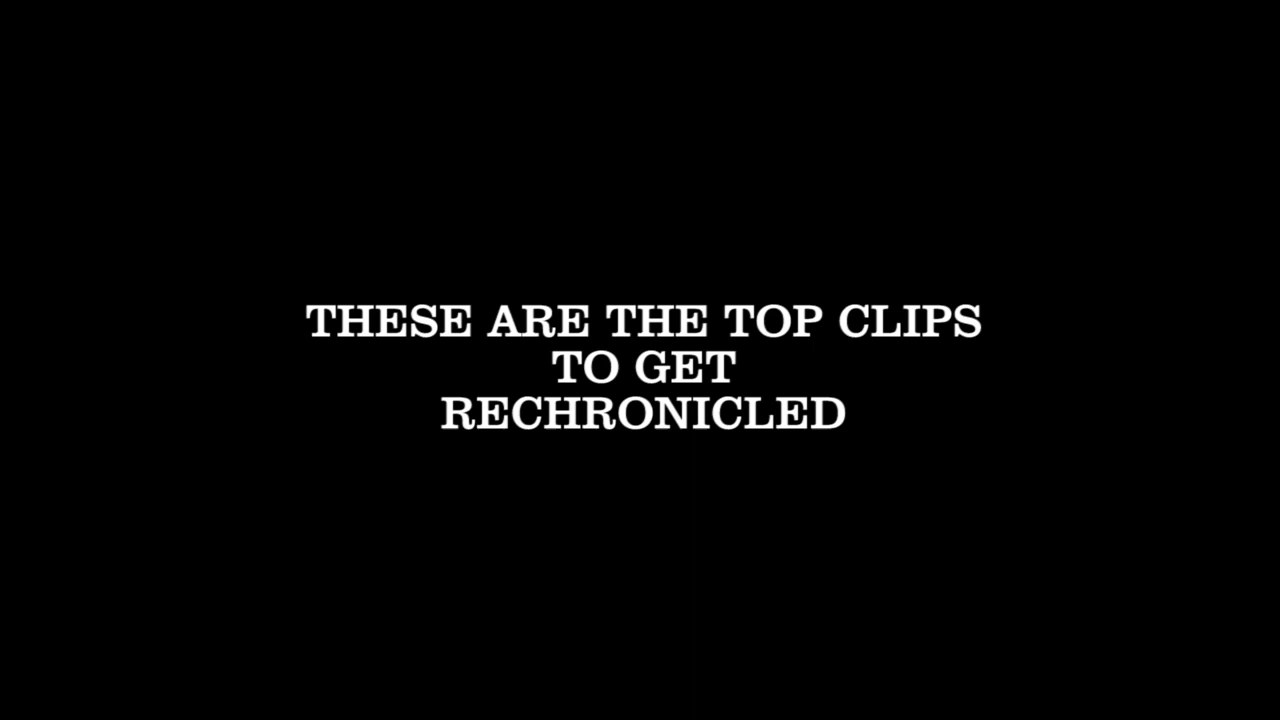 THESE ARE THE TOP CLIPS
TO GET
RECHRONICLED